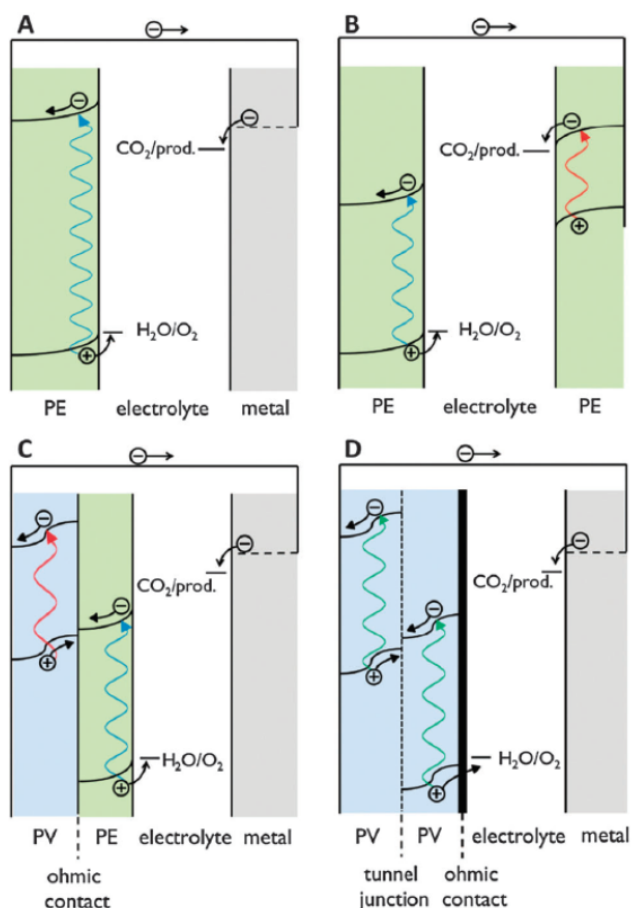 A
B
CO₂/prod.
CO₂/prod.
H₂O/O₂
H₂O/O₂
PE electrolyte metal
PE electrolyte PE
C
D
CO₂/prod.
CO₂/prod.
H₂O/O₂
H₂O/O₂
PV PE electrolyte metal
PV PV electrolyte metal
ohmic
contact
tunnel ohmic
junction contact